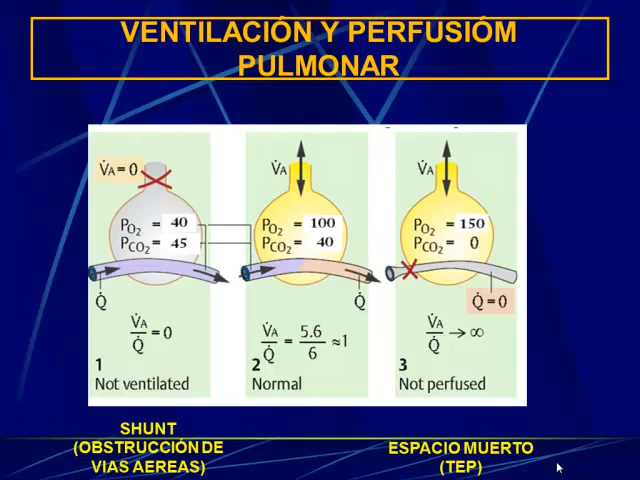 VENTILACIÓN Y PERFUSIÓM
PULMONAR
V̇A = 0
PO2 = 40
PCO2 = 45
Q̇
V̇A/Q̇ = 0
1
Not ventilated
V̇A
PO2 = 100
PCO2 = 40
Q̇
V̇A/Q̇ = 5.6/6 ≈1
2
Normal
V̇A
PO2 = 150
PCO2 = 0
Q̇ = 0
V̇A/Q̇ → ∞
3
Not perfused
SHUNT
(OBSTRUCCIÓN DE
VIAS AEREAS)
ESPACIO MUERTO
(TEP)